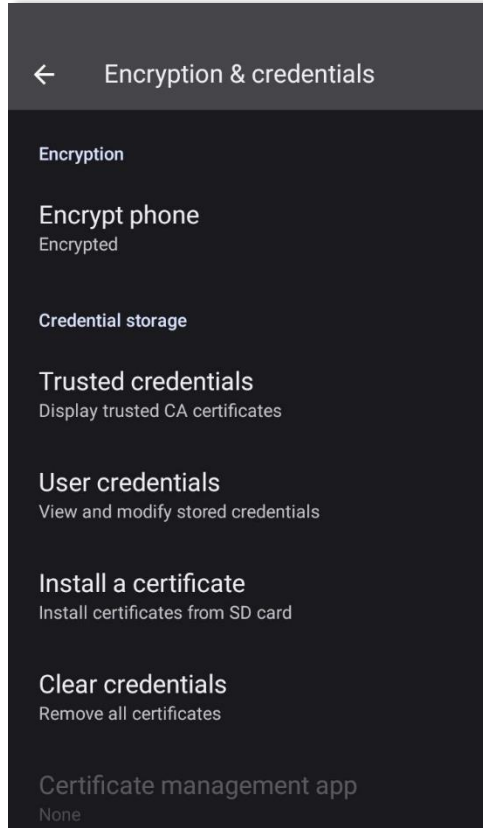 Encryption & credentials
Encryption
Encrypt phone
Encrypted
Credential storage
Trusted credentials
Display trusted CA certificates
User credentials
View and modify stored credentials
Install a certificate
Install certificates from SD card
Clear credentials
Remove all certificates
Certificate management app
None